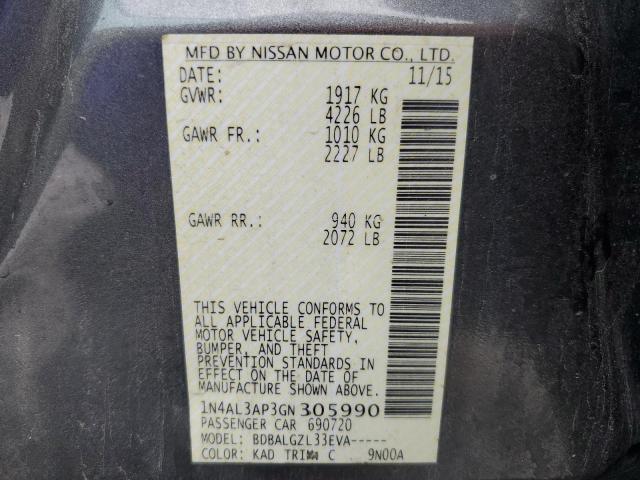 MFD BY NISSAN MOTOR CO., LTD.
DATE: 11/15
GVWR: 1917 KG
4226 LB
GAWR FR.: 1010 KG
2227 LB
GAWR RR.: 940 KG
2072 LB
THIS VEHICLE CONFORMS TO
ALL APPLICABLE FEDERAL
MOTOR VEHICLE SAFETY,
BUMPER, AND THEFT
PREVENTION STANDARDS IN
EFFECT ON THE DATE OF
MANUFACTURE SHOWN ABOVE.
1N4AL3AP3GN305990
PASSENGER CAR 690720
MODEL: BDBALGZL33EVA-----
COLOR: KAD TRIM C 9N00A